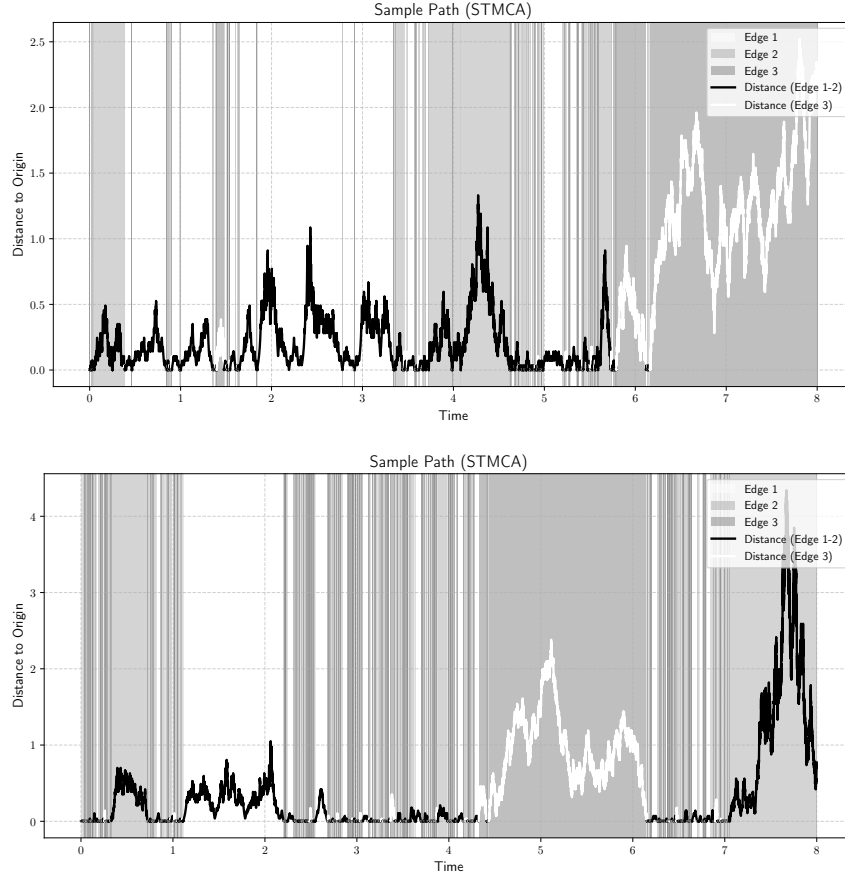 Sample Path (STMCA)
2.5
2.0
1.5
1.0
0.5
0.0
Distance to Origin
Edge 1
Edge 2
Edge 3
Distance (Edge 1-2)
Distance (Edge 3)
0 1 2 3 4 5 6 7 8
Time
Sample Path (STMCA)
4
3
2
1
0
Distance to Origin
Edge 1
Edge 2
Edge 3
Distance (Edge 1-2)
Distance (Edge 3)
0 1 2 3 4 5 6 7 8
Time